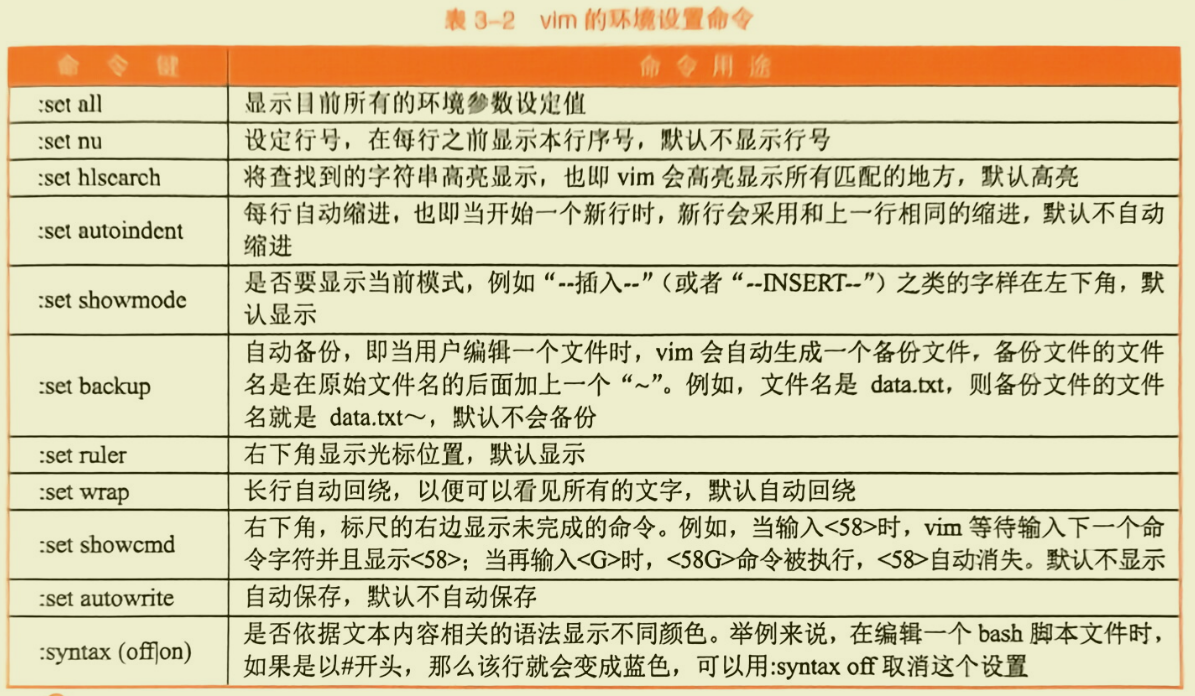 表 3-2 vim 的环境设置命令
命 令 键 命 令 用 途
:set all 显示目前所有的环境参数设定值
:set nu 设定行号，在每行之前显示本行序号，默认不显示行号
:set hlsearch 将查找到的字符串高亮显示，也即 vim 会高亮显示所有匹配的地方，默认高亮
:set autoindent 每行自动缩进，也即当开始一个新行时，新行会采用和上一行相同的缩进，默认不自动
缩进
:set showmode 是否要显示当前模式，例如“--插入--”（或者“--INSERT--”）之类的字样在左下角，默
认显示
:set backup 自动备份，即当用户编辑一个文件时，vim 会自动生成一个备份文件，备份文件的文件
名是在原始文件名的后面加上一个“~”。例如，文件名是 data.txt，则备份文件的文件
名就是 data.txt～，默认不会备份
:set ruler 右下角显示光标位置，默认显示
:set wrap 长行自动回绕，以便可以看见所有的文字，默认自动回绕
:set showcmd 右下角，标尺的右边显示未完成的命令。例如，当输入<58>时，vim 等待输入下一个命
令字符并且显示<58>；当再输入<G>时，<58G>命令被执行，<58>自动消失。默认不显示
:set autowrite 自动保存，默认不自动保存
:syntax (off|on) 是否依据文本内容相关的语法显示不同颜色。举例来说，在编辑一个 bash 脚本文件时，
如果是以#开头，那么该行就会变成蓝色，可以用:syntax off 取消这个设置